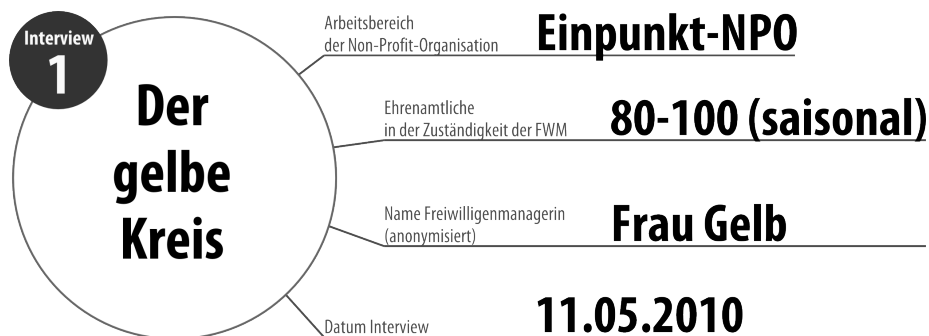 Interview
1
Der
gelbe
Kreis
Arbeitsbereich
der Non-Profit-Organisation
Einpunkt-NPO
Ehrenamtliche
in der Zuständigkeit der FWM
80-100 (saisonal)
Name Freiwilligenmanagerin
(anonymisiert)
Frau Gelb
Datum Interview
11.05.2010